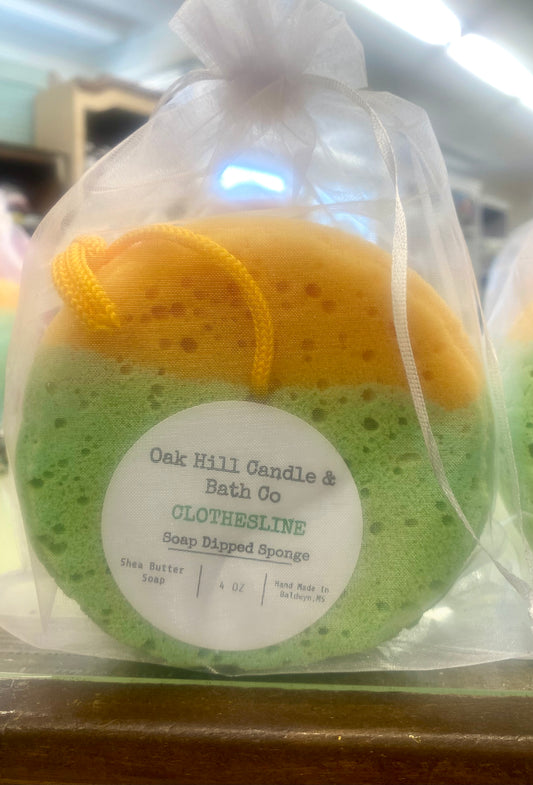 Oak Hill Candle &
Bath Co
CLOTHESLINE
Soap Dipped Sponge
Shea Butter
Soap
4 OZ
Hand Made In
Baldwyn,MS